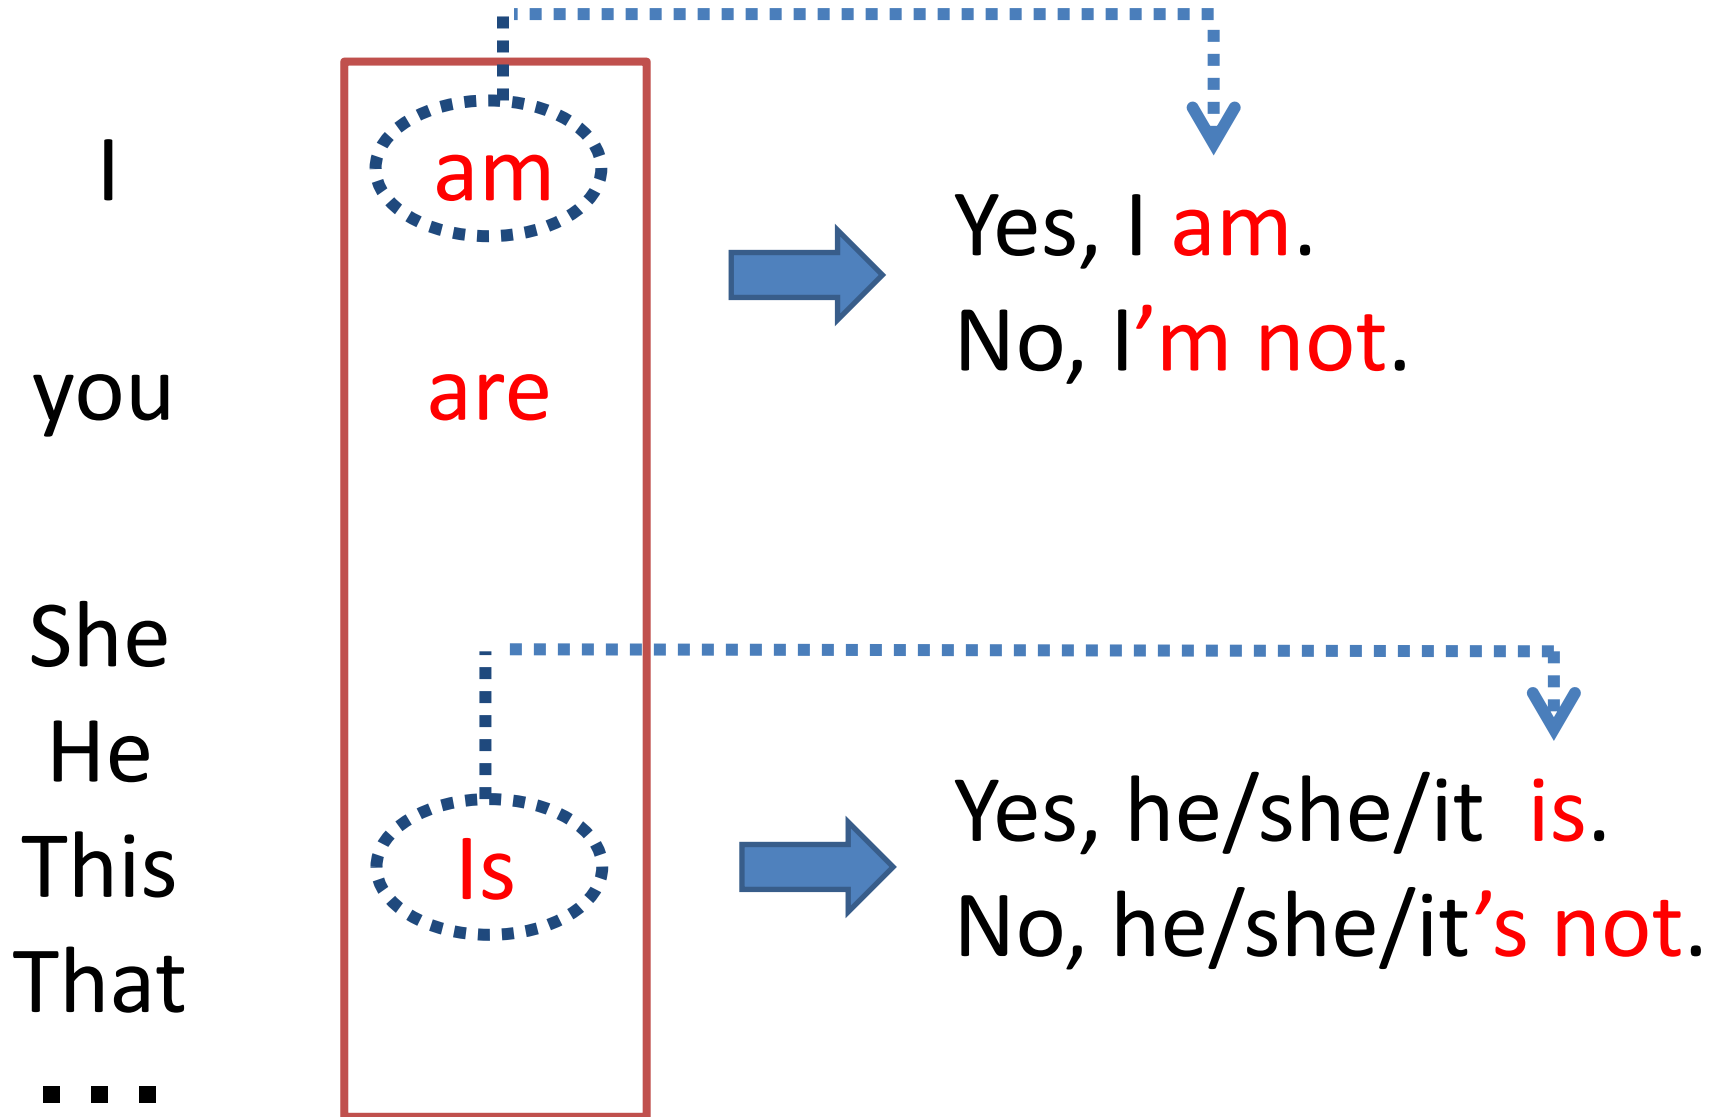 I am
Yes, I am.
No, I’m not.
you are
She
He
This Is
That
...
Yes, he/she/it is.
No, he/she/it’s not.